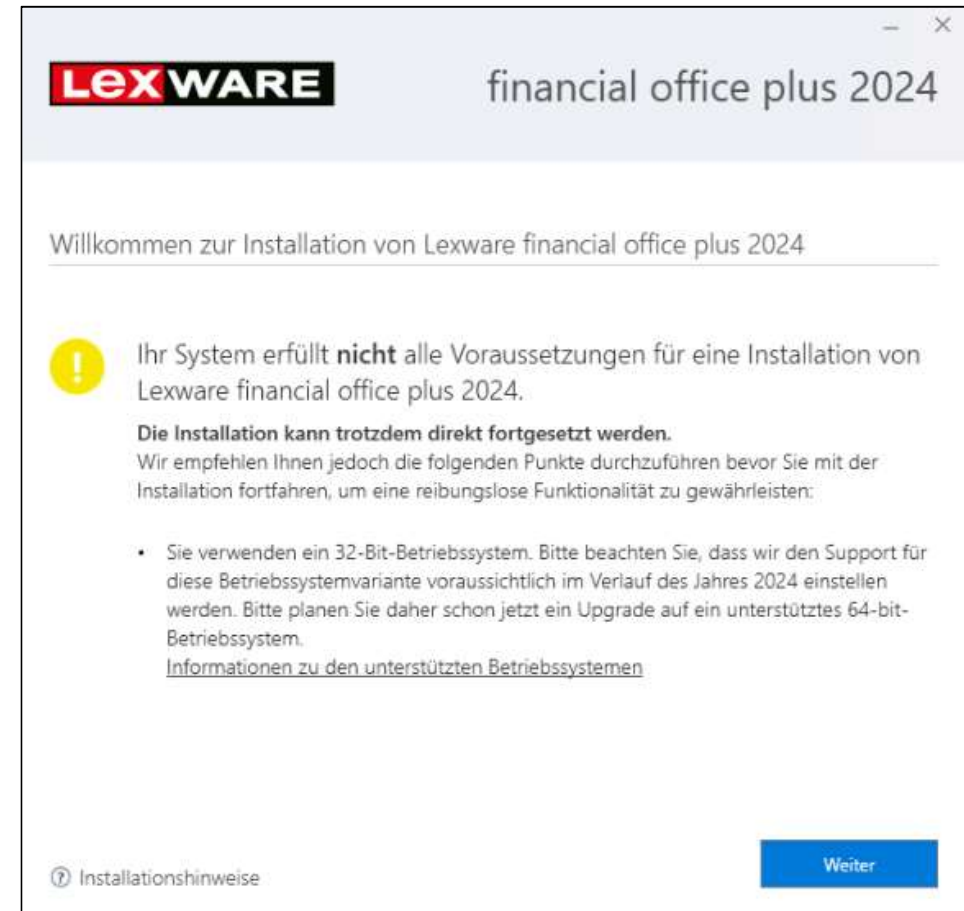 LEXWARE
financial office plus 2024
Willkommen zur Installation von Lexware financial office plus 2024
!
Ihr System erfüllt nicht alle Voraussetzungen für eine Installation von
Lexware financial office plus 2024.
Die Installation kann trotzdem direkt fortgesetzt werden.
Wir empfehlen Ihnen jedoch die folgenden Punkte durchzuführen bevor Sie mit der
Installation fortfahren, um eine reibungslose Funktionalität zu gewährleisten:
• Sie verwenden ein 32-Bit-Betriebssystem. Bitte beachten Sie, dass wir den Support für
diese Betriebssystemvariante voraussichtlich im Verlauf des Jahres 2024 einstellen
werden. Bitte planen Sie daher schon jetzt ein Upgrade auf ein unterstütztes 64-bit-
Betriebssystem.
Informationen zu den unterstützten Betriebssystemen
? Installationshinweise
Weiter